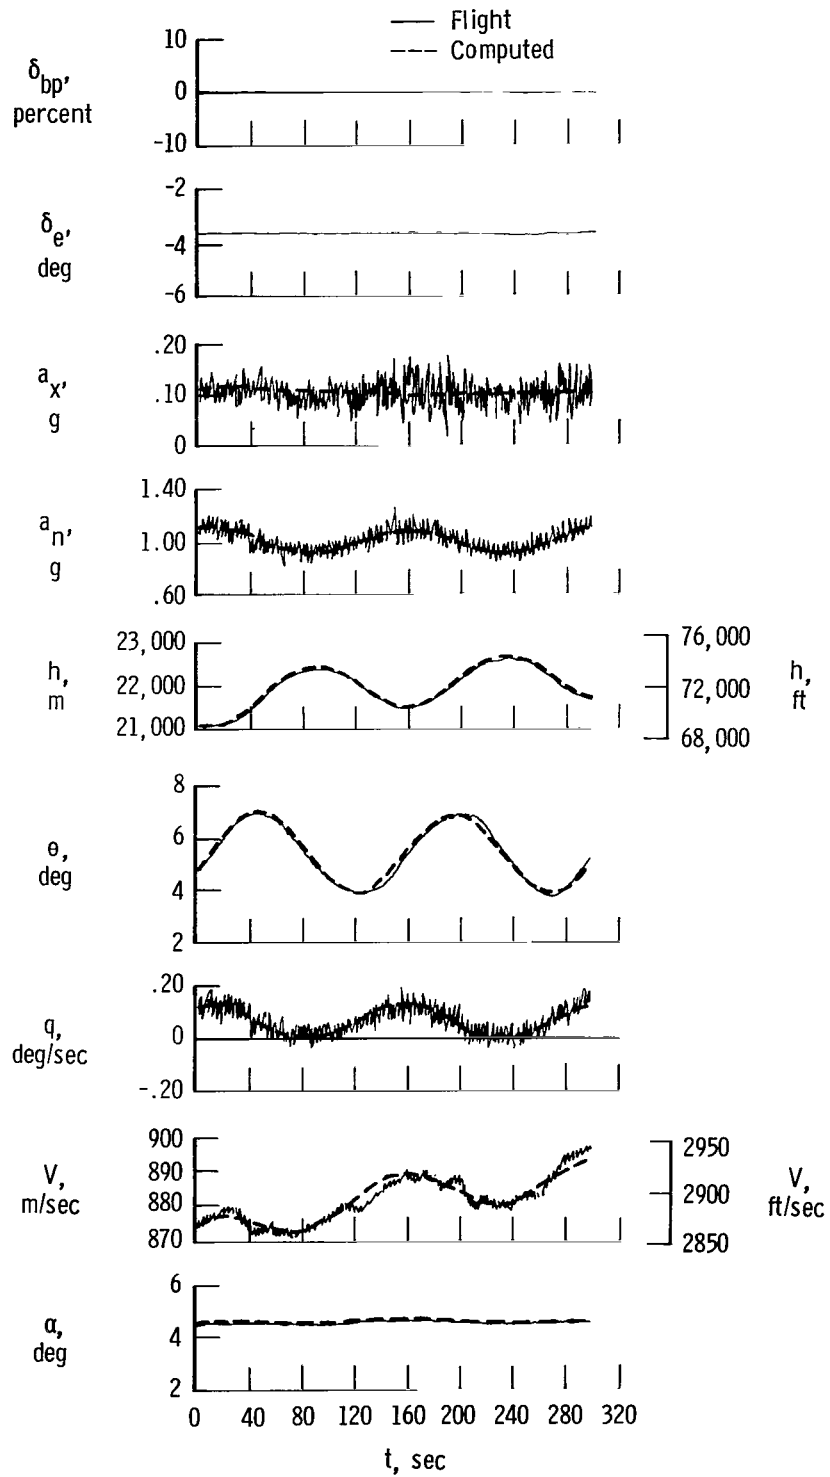 Flight
Computed
10
δbp,
percent
0
-10
-2
δe,
deg
-4
-6
.20
ax,
g
.10
0
1.40
an,
g
1.00
.60
23,000
76,000
h,
m
22,000
72,000
h,
ft
21,000
68,000
8
θ,
deg
6
4
2
.20
q,
deg/sec
0
-.20
900
2950
V,
m/sec
890
2900
V,
ft/sec
880
870
2850
6
α,
deg
4
2
0 40 80 120 160 200 240 280 320
t, sec